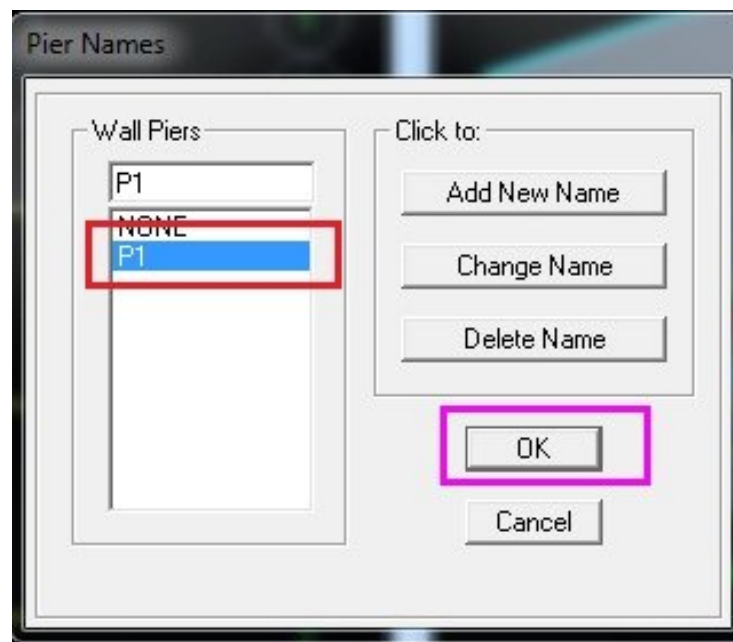 Pier Names
Wall Piers
P1
NONE
P1
Click to:
Add New Name
Change Name
Delete Name
OK
Cancel